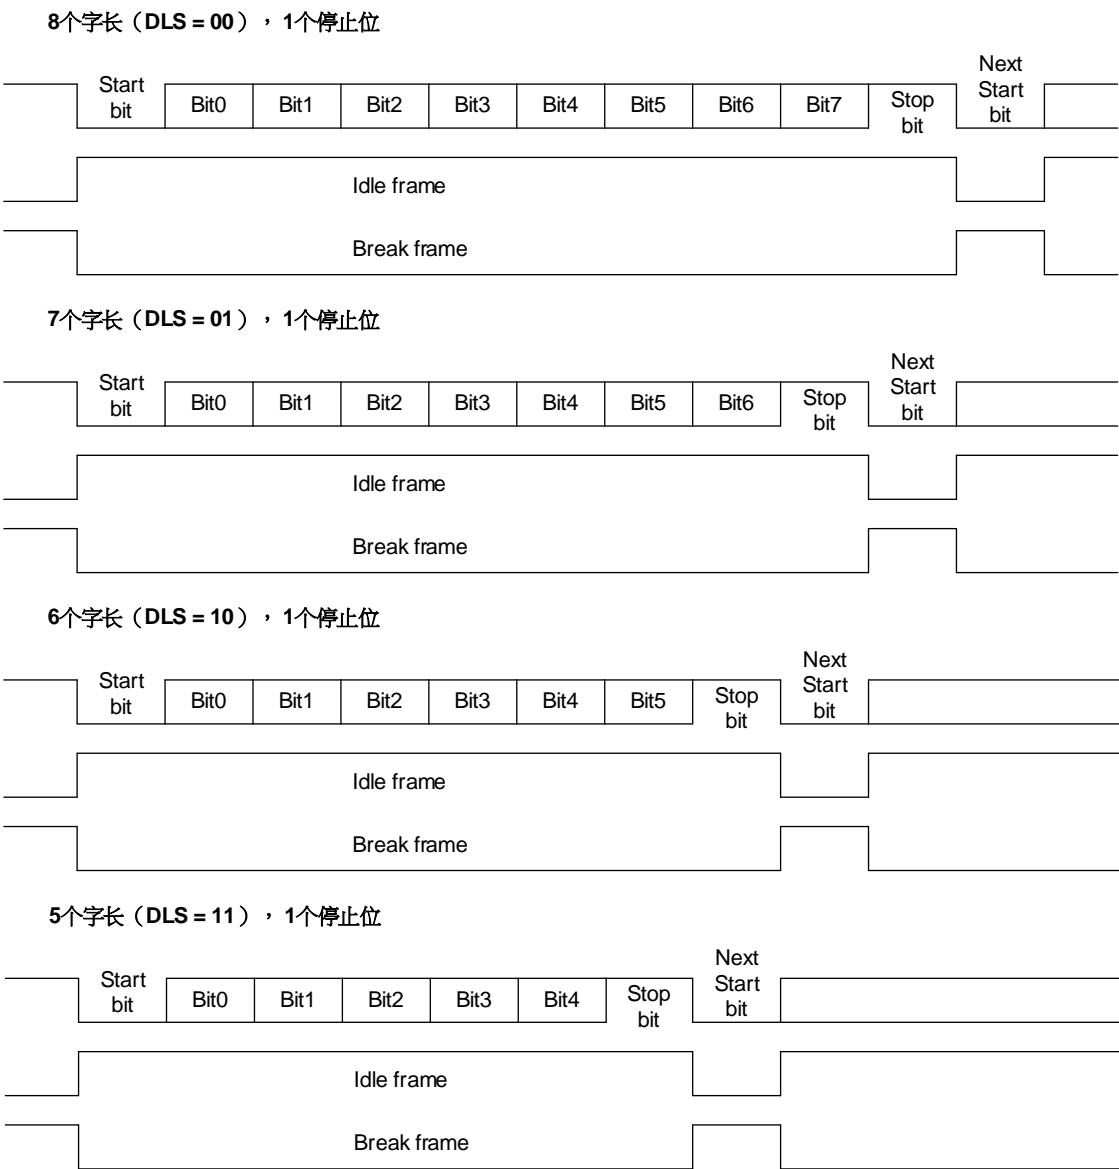 8个字长（DLS = 00），1个停止位
Next
Start
bit
Start
bit
Bit0 Bit1 Bit2 Bit3 Bit4 Bit5 Bit6 Bit7
Stop
bit
Idle frame
Break frame
7个字长（DLS = 01），1个停止位
Next
Start
bit
Start
bit
Bit0 Bit1 Bit2 Bit3 Bit4 Bit5 Bit6
Stop
bit
Idle frame
Break frame
6个字长（DLS = 10），1个停止位
Next
Start
bit
Start
bit
Bit0 Bit1 Bit2 Bit3 Bit4 Bit5
Stop
bit
Idle frame
Break frame
5个字长（DLS = 11），1个停止位
Next
Start
bit
Start
bit
Bit0 Bit1 Bit2 Bit3 Bit4
Stop
bit
Idle frame
Break frame